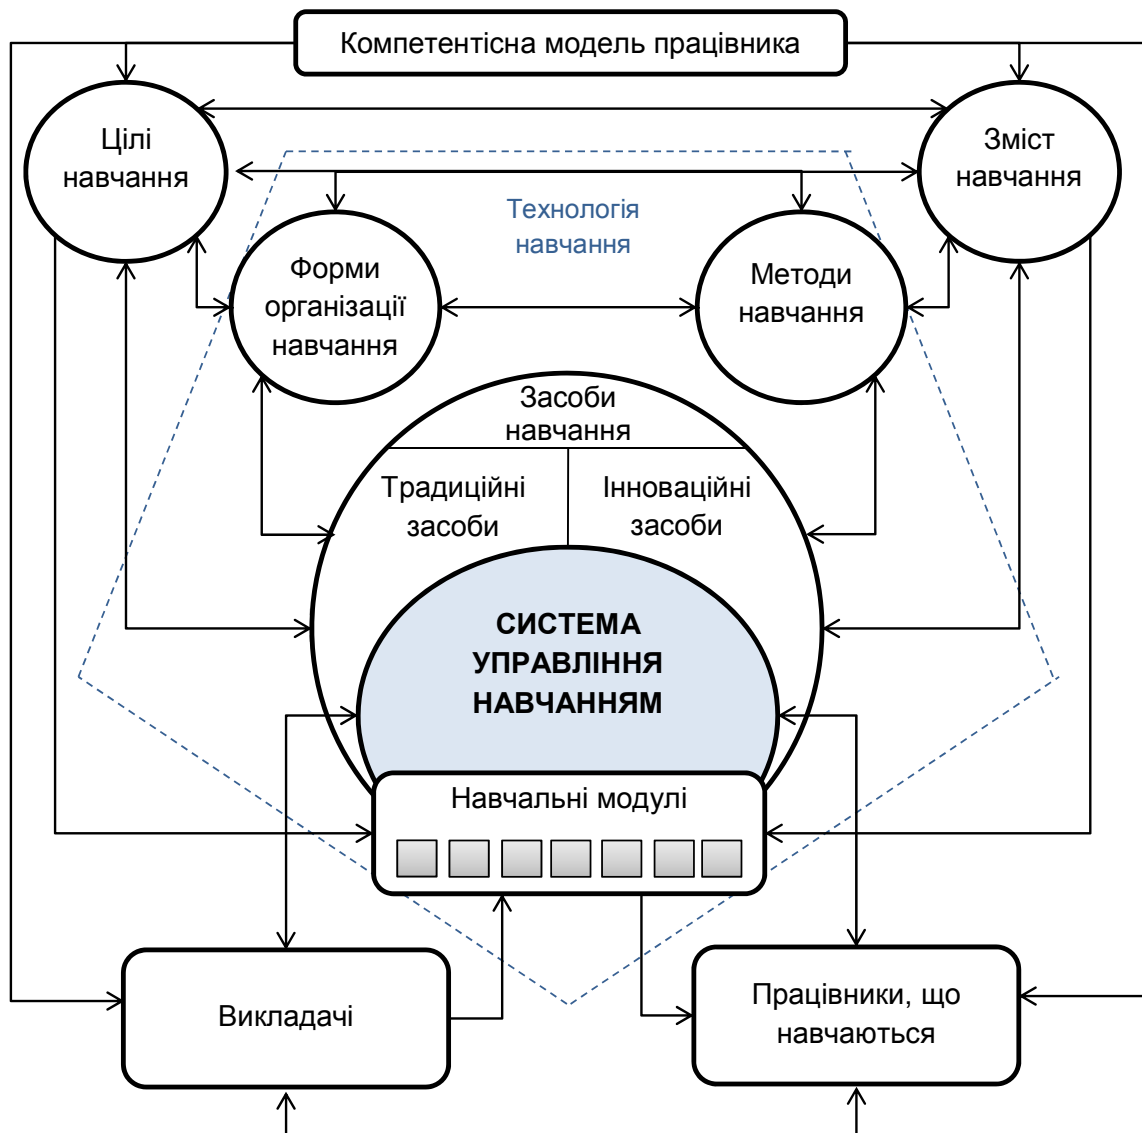 Компетентісна модель працівника
Цілі
навчання
Зміст
навчання
Технологія
навчання
Форми
організації
навчання
Методи
навчання
Засоби
навчання
Традиційні
засоби
Інноваційні
засоби
СИСТЕМА
УПРАВЛІННЯ
НАВЧАННЯМ
Навчальні модулі
Викладачі
Працівники, що
навчаються